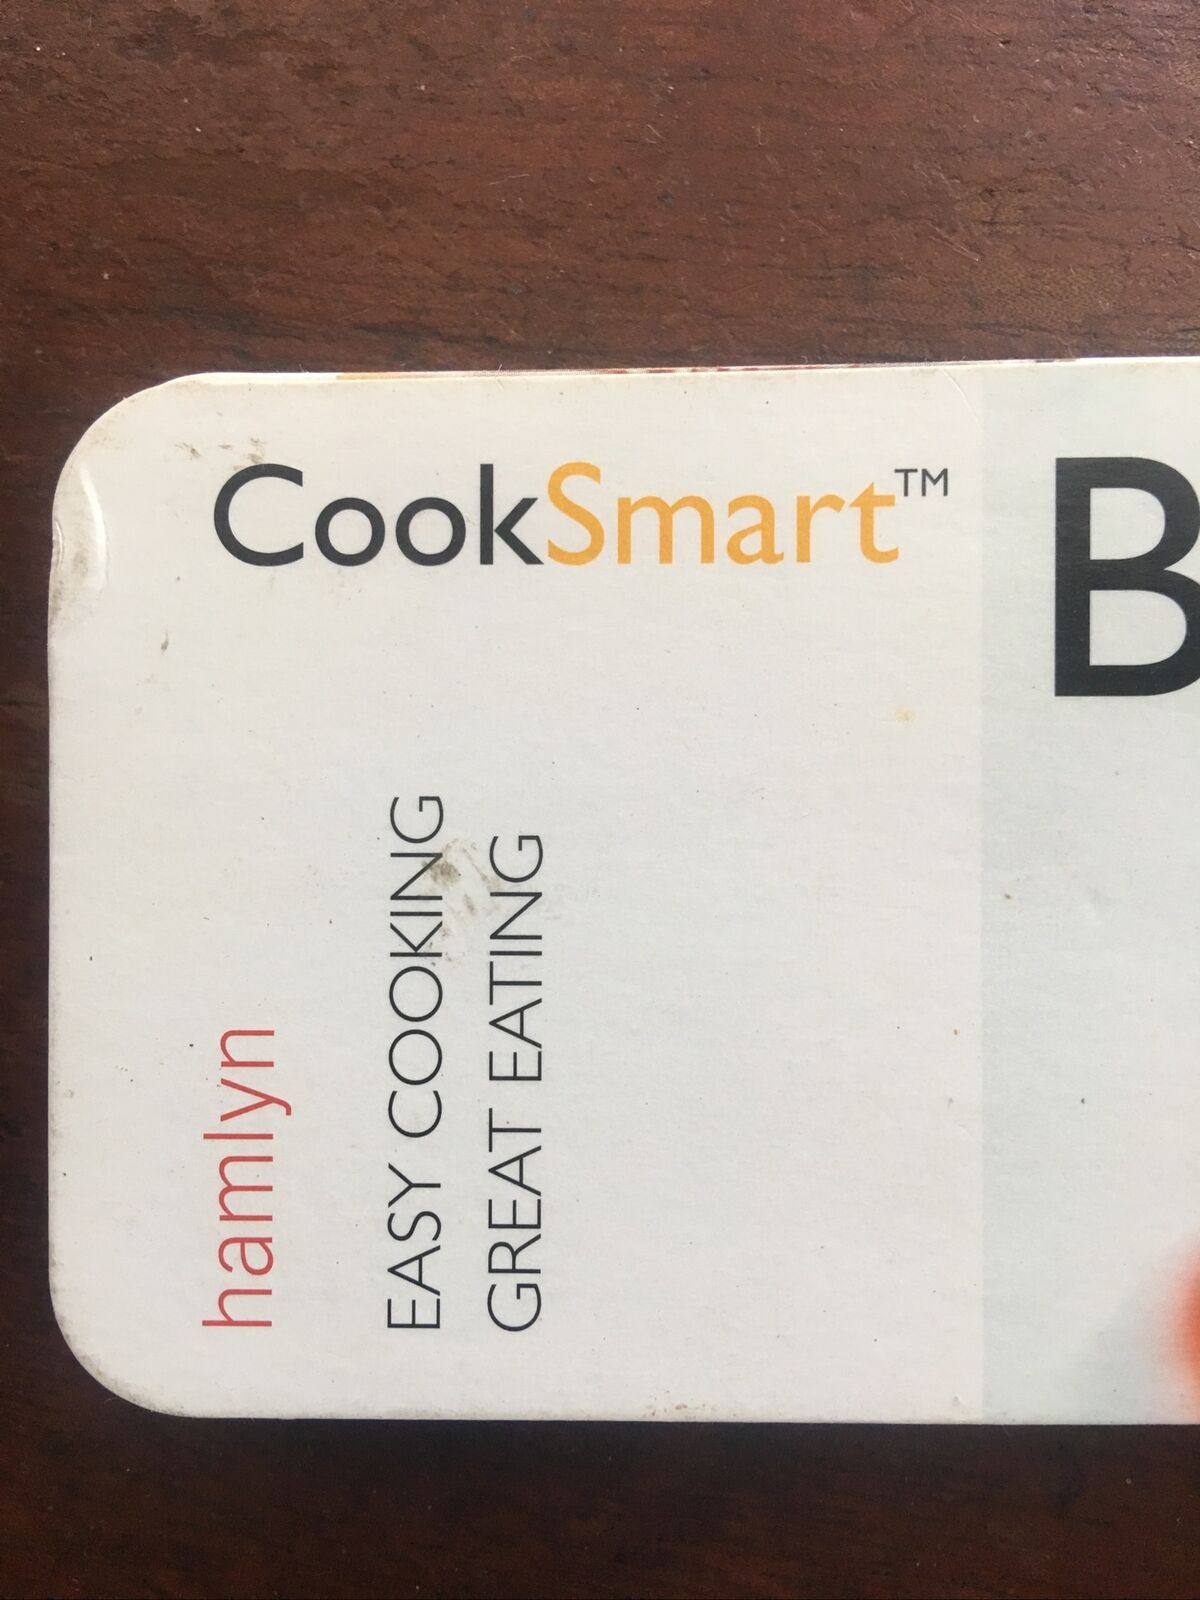 CookSmart™
B
hamlyn
EASY COOKING
GREAT EATING